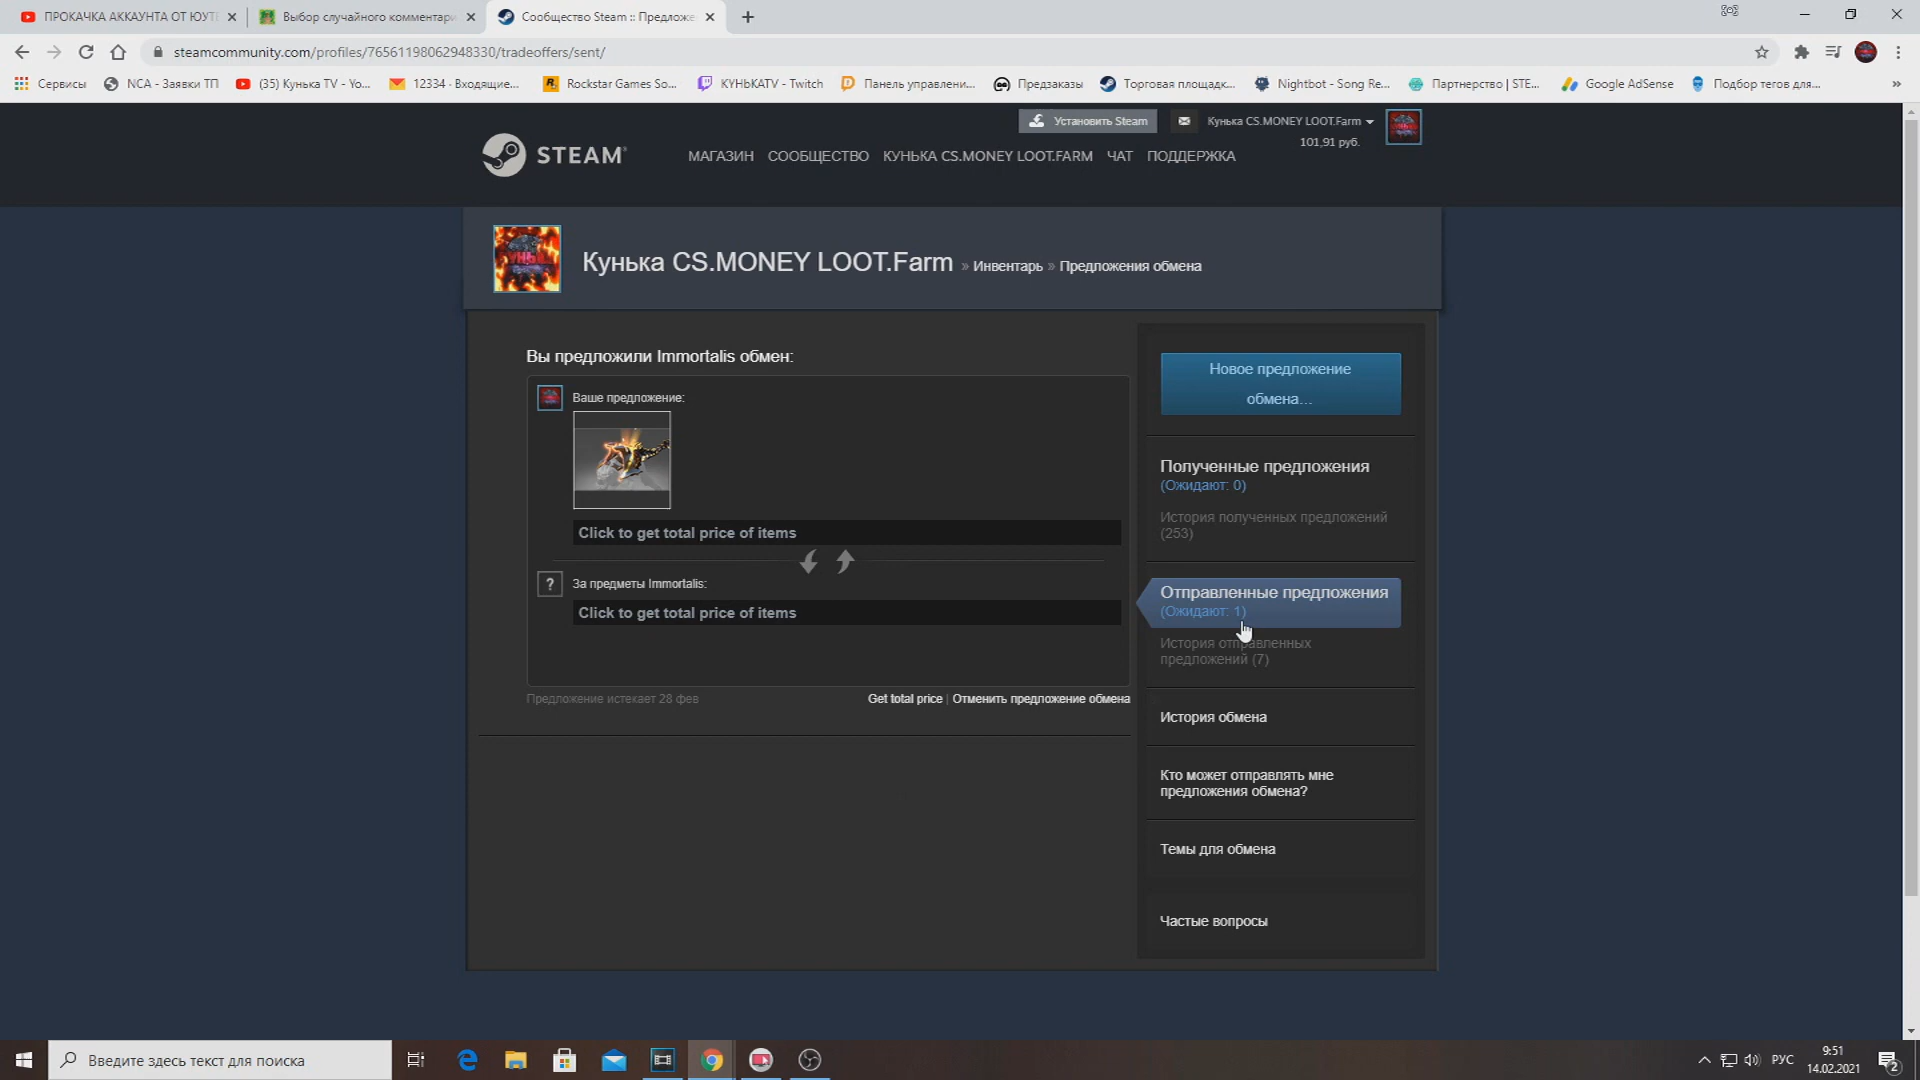 ПРОКАЧКА АККАУНТА ОТ ЮУТ
Выбор случайного комментари
Сообщество Steam :: Предложе
steamcommunity.com/profiles/76561198062948330/tradeoffers/sent/
Сервисы
NCA - Заявки ТП
(35) Кунька TV - Yo...
12334 - Входящие...
Rockstar Games So...
КУНЬКATV - Twitch
Панель управлени...
Предзаказы
Торговая площадк...
Nightbot - Song Re...
Партнерство | STE...
Google AdSense
Подбор тегов для...
»
Установить Steam
Кунька CS.MONEY LOOT.Farm
101,91 руб.
STEAM
МАГАЗИН СООБЩЕСТВО КУНЬКА CS.MONEY LOOT.FARM ЧАТ ПОДДЕРЖКА
Кунька CS.MONEY LOOT.Farm » Инвентарь » Предложения обмена
Вы предложили Immortalis обмен:
Ваше предложение:
Click to get total price of items
? За предметы Immortalis:
Click to get total price of items
Предложение истекает 28 фев
Get total price | Отменить предложение обмена
Новое предложение
обмена...
Полученные предложения
(Ожидают: 0)
История полученных предложений
(253)
Отправленные предложения
(Ожидают: 1)
История отправленных
предложений (7)
История обмена
Кто может отправлять мне
предложения обмена?
Темы для обмена
Частые вопросы
Введите здесь текст для поиска
РУС
9:51
14.02.2021
2